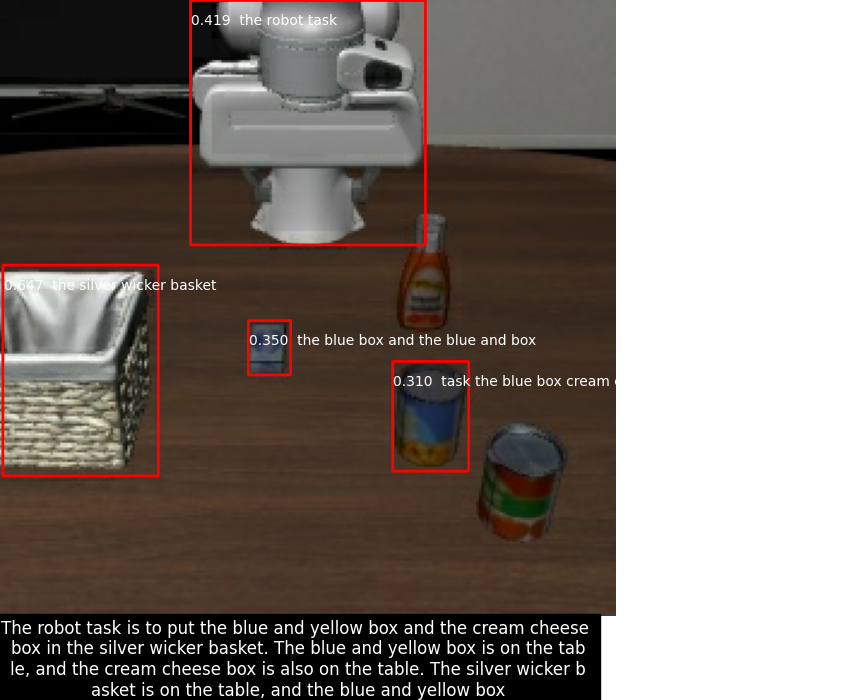 0.419 the robot task
0.647 the silver wicker basket
0.350 the blue box and the blue and box
0.310 task the blue box cream
The robot task is to put the blue and yellow box and the cream cheese
box in the silver wicker basket. The blue and yellow box is on the tab
le, and the cream cheese box is also on the table. The silver wicker b
asket is on the table, and the blue and yellow box